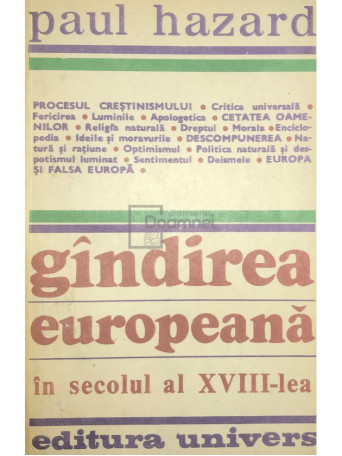 paul hazard
PROCESUL CREȘTINISMULUI • Critica universală •
Fericirea • Luminile • Apologetica • CETATEA OAME-
NILOR • Religia naturală • Dreptul • Morala • Enciclo-
pedia • Ideile și moravurile • DESCOMPUNEREA • Na-
tură și rațiune • Optimismul • Politica naturală și des-
potismul luminat • Sentimentul • Deismele • EUROPA
ȘI FALSA EUROPĂ •
gîndirea
europeană
în secolul al XVIII-lea
editura univers